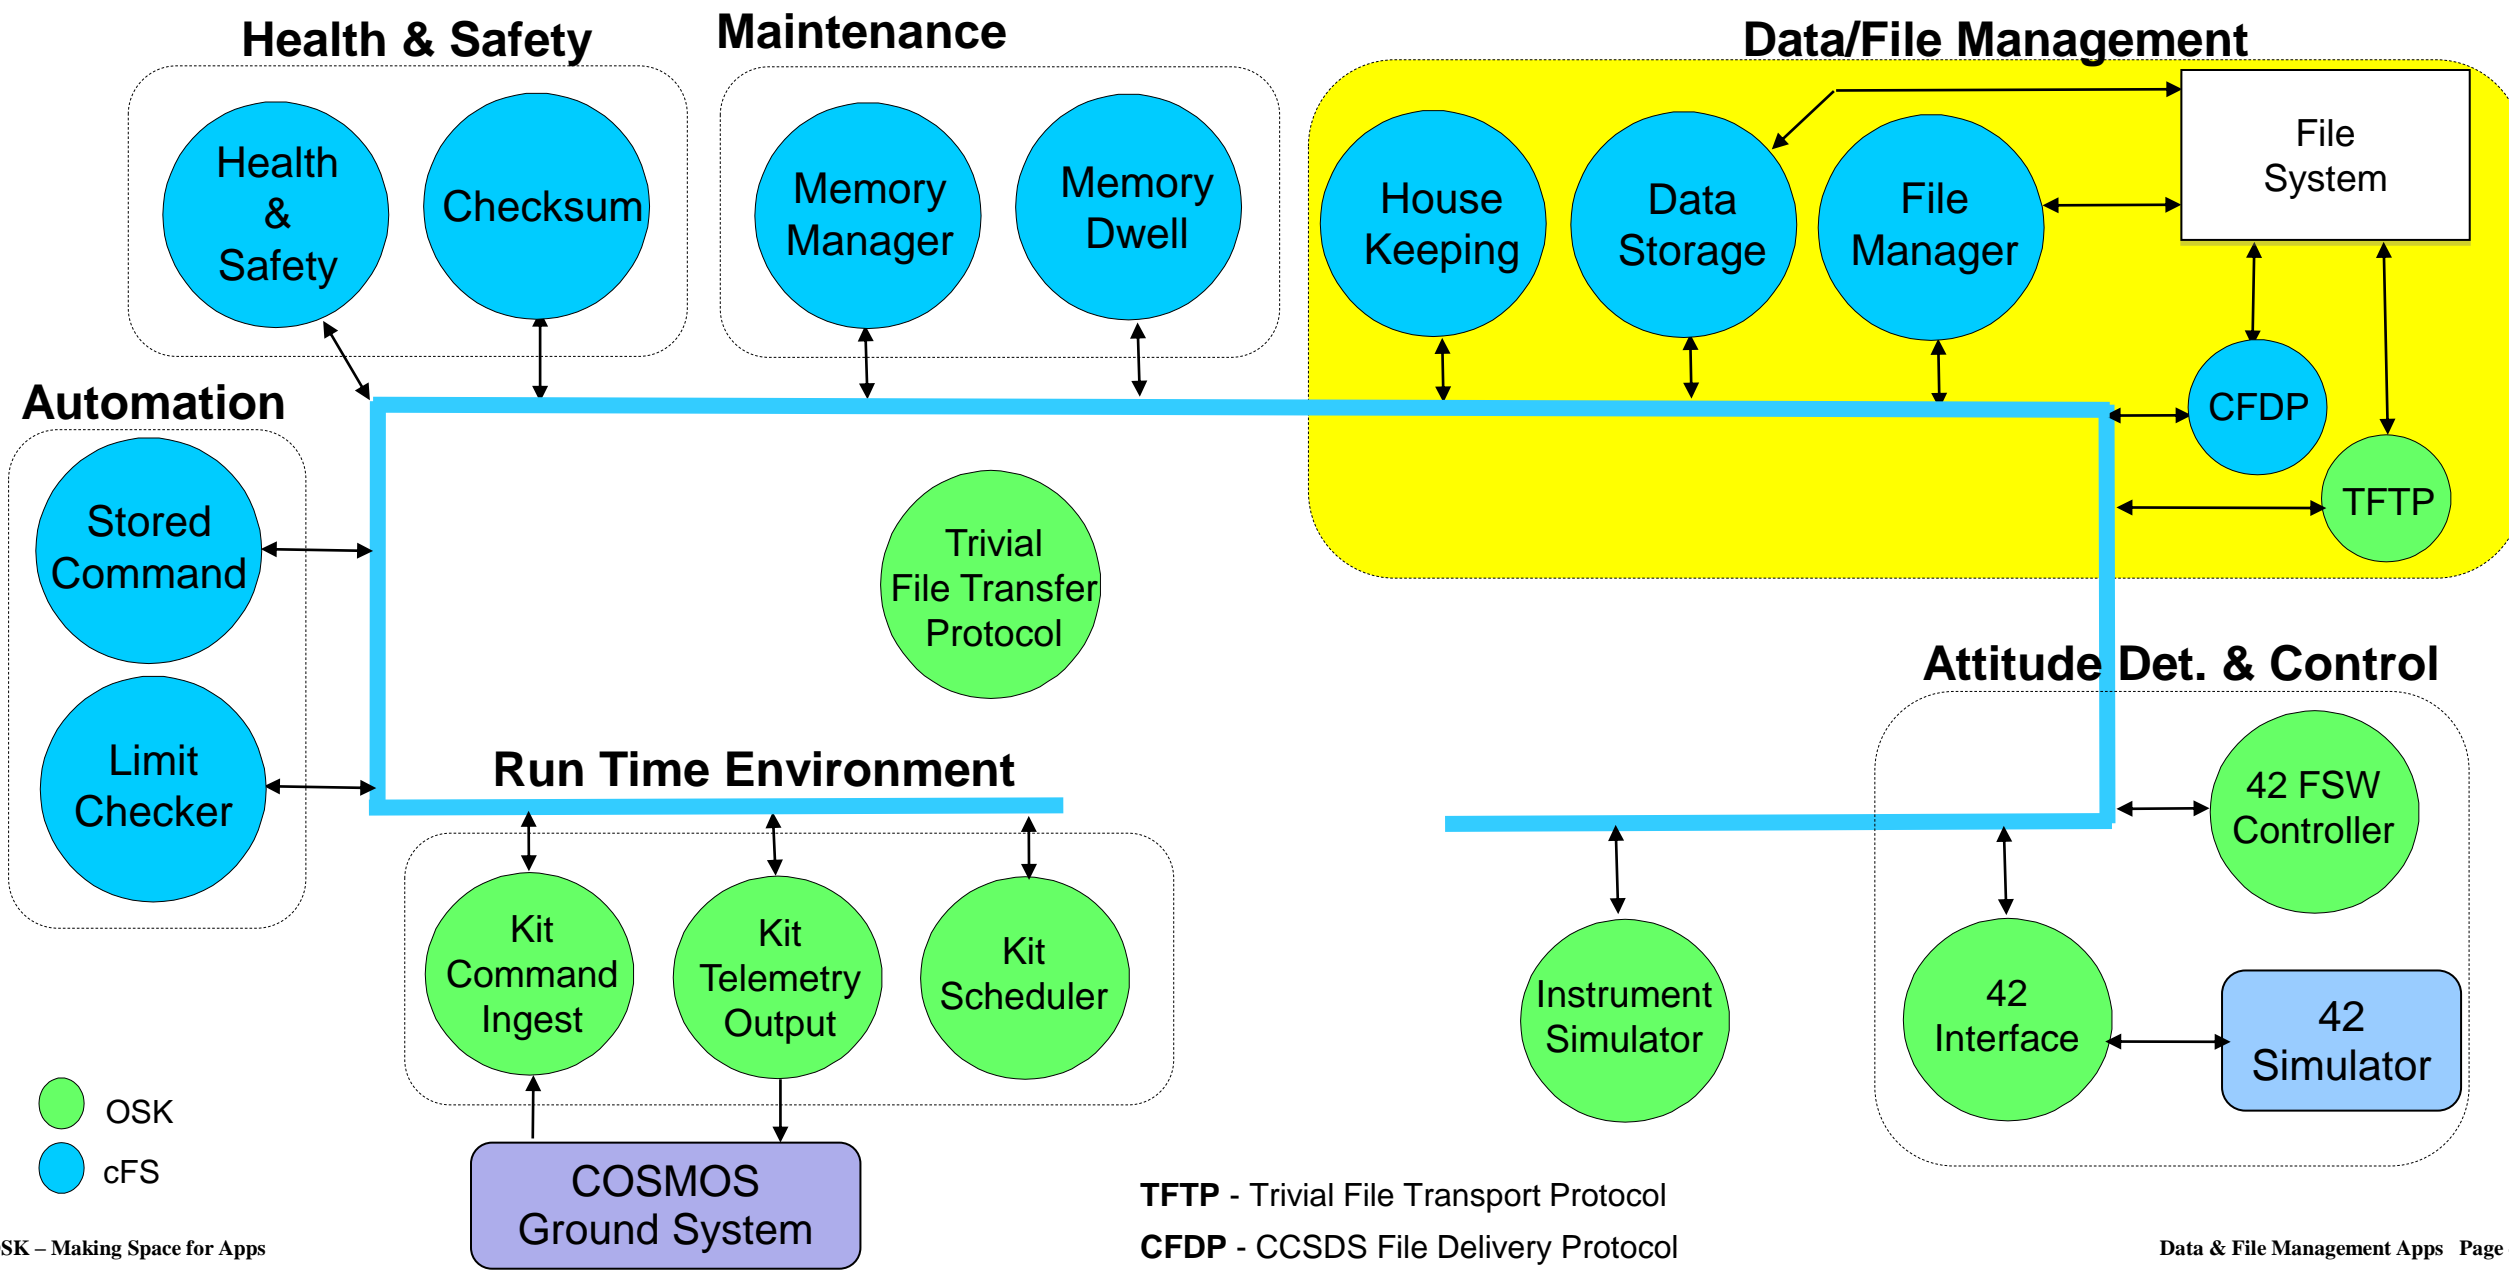 Health & Safety
Maintenance
Data/File Management
Health
&
Safety
Checksum
Memory
Manager
Memory
Dwell
House
Keeping
Data
Storage
File
Manager
File
System
CFDP
TFTP
Automation
Stored
Command
Limit
Checker
Trivial
File Transfer
Protocol
Attitude Det. & Control
42 FSW
Controller
Run Time Environment
Kit
Command
Ingest
Kit
Telemetry
Output
Kit
Scheduler
Instrument
Simulator
42
Interface
42
Simulator
OSK
cFS
COSMOS
Ground System
TFTP - Trivial File Transport Protocol
CFDP - CCSDS File Delivery Protocol
SK – Making Space for Apps
Data & File Management Apps Page